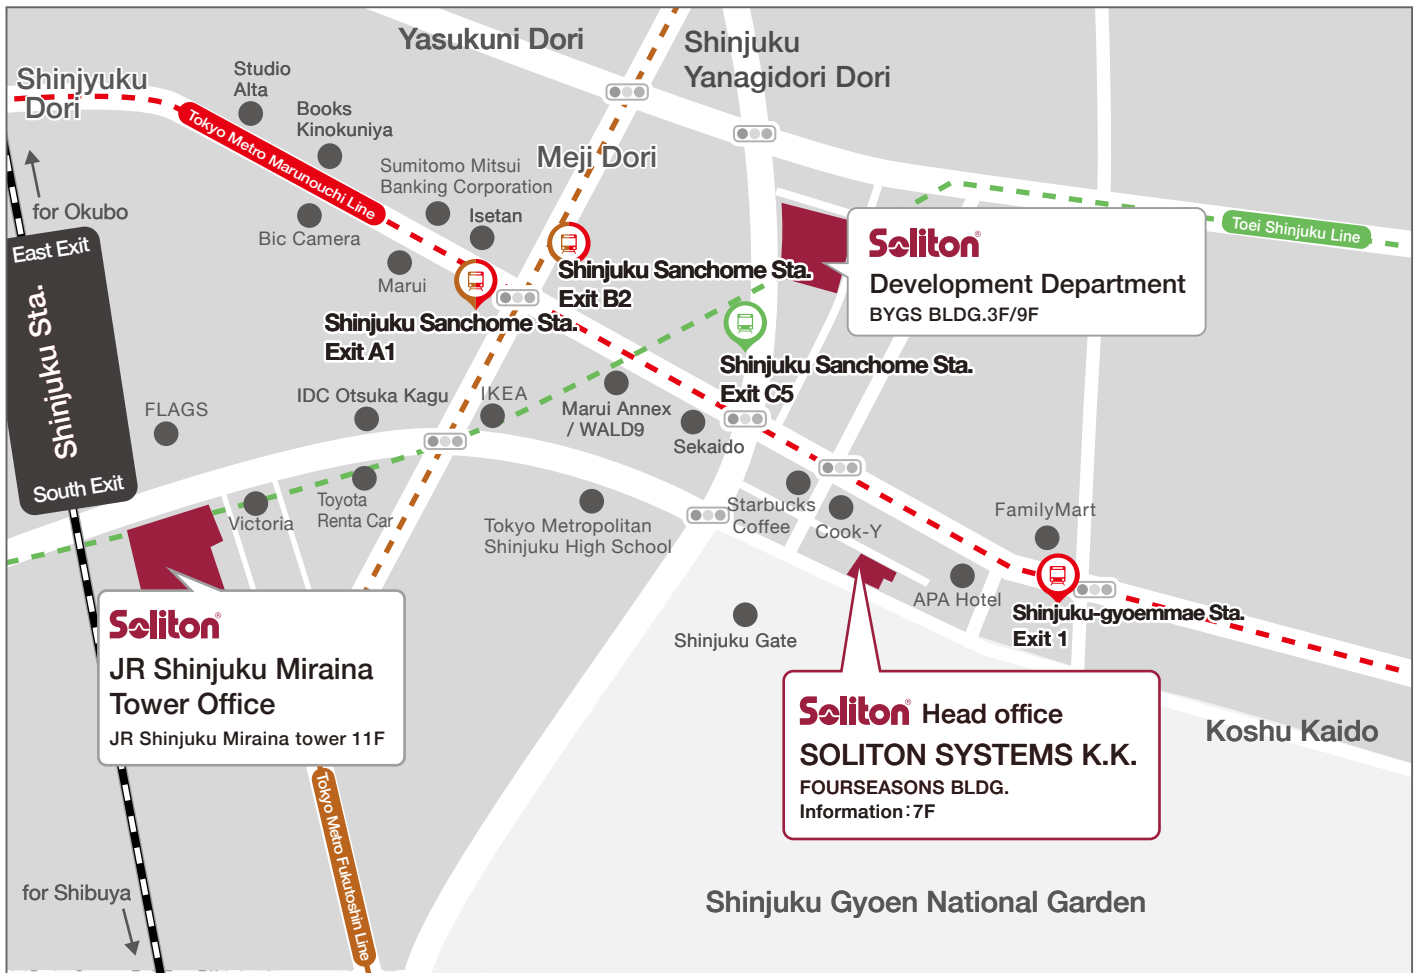 Yasukuni Dori
Shinjuku
Yanagidori Dori
Shinjyuku
Dori
Studio
Alta
Books
Kinokuniya
Tokyo Metro Marunouchi Line
Sumitomo Mitsui
Banking Corporation
Meji Dori
for Okubo
Bic Camera
Isetan
Marui
East Exit
Shinjuku Sta.
South Exit
Shinjuku Sanchome Sta.
Exit B2
Shinjuku Sanchome Sta.
Exit A1
Soliton®
Development Department
BYGS BLDG.3F/9F
Toei Shinjuku Line
Shinjuku Sanchome Sta.
Exit C5
FLAGS
IDC Otsuka Kagu
IKEA
Marui Annex
/ WALD9
Sekaido
Victoria
Toyota
Renta Car
Tokyo Metropolitan
Shinjuku High School
Starbucks
Coffee
Cook-Y
FamilyMart
APA Hotel
Shinjuku-gyoemmae Sta.
Exit 1
Shinjuku Gate
Soliton®
JR Shinjuku Miraina
Tower Office
JR Shinjuku Miraina tower 11F
Soliton® Head office
SOLITON SYSTEMS K.K.
FOURSEASONS BLDG.
Information:7F
Koshu Kaido
Tokyo Metro Fukutoshin Line
for Shibuya
Shinjuku Gyoen National Garden